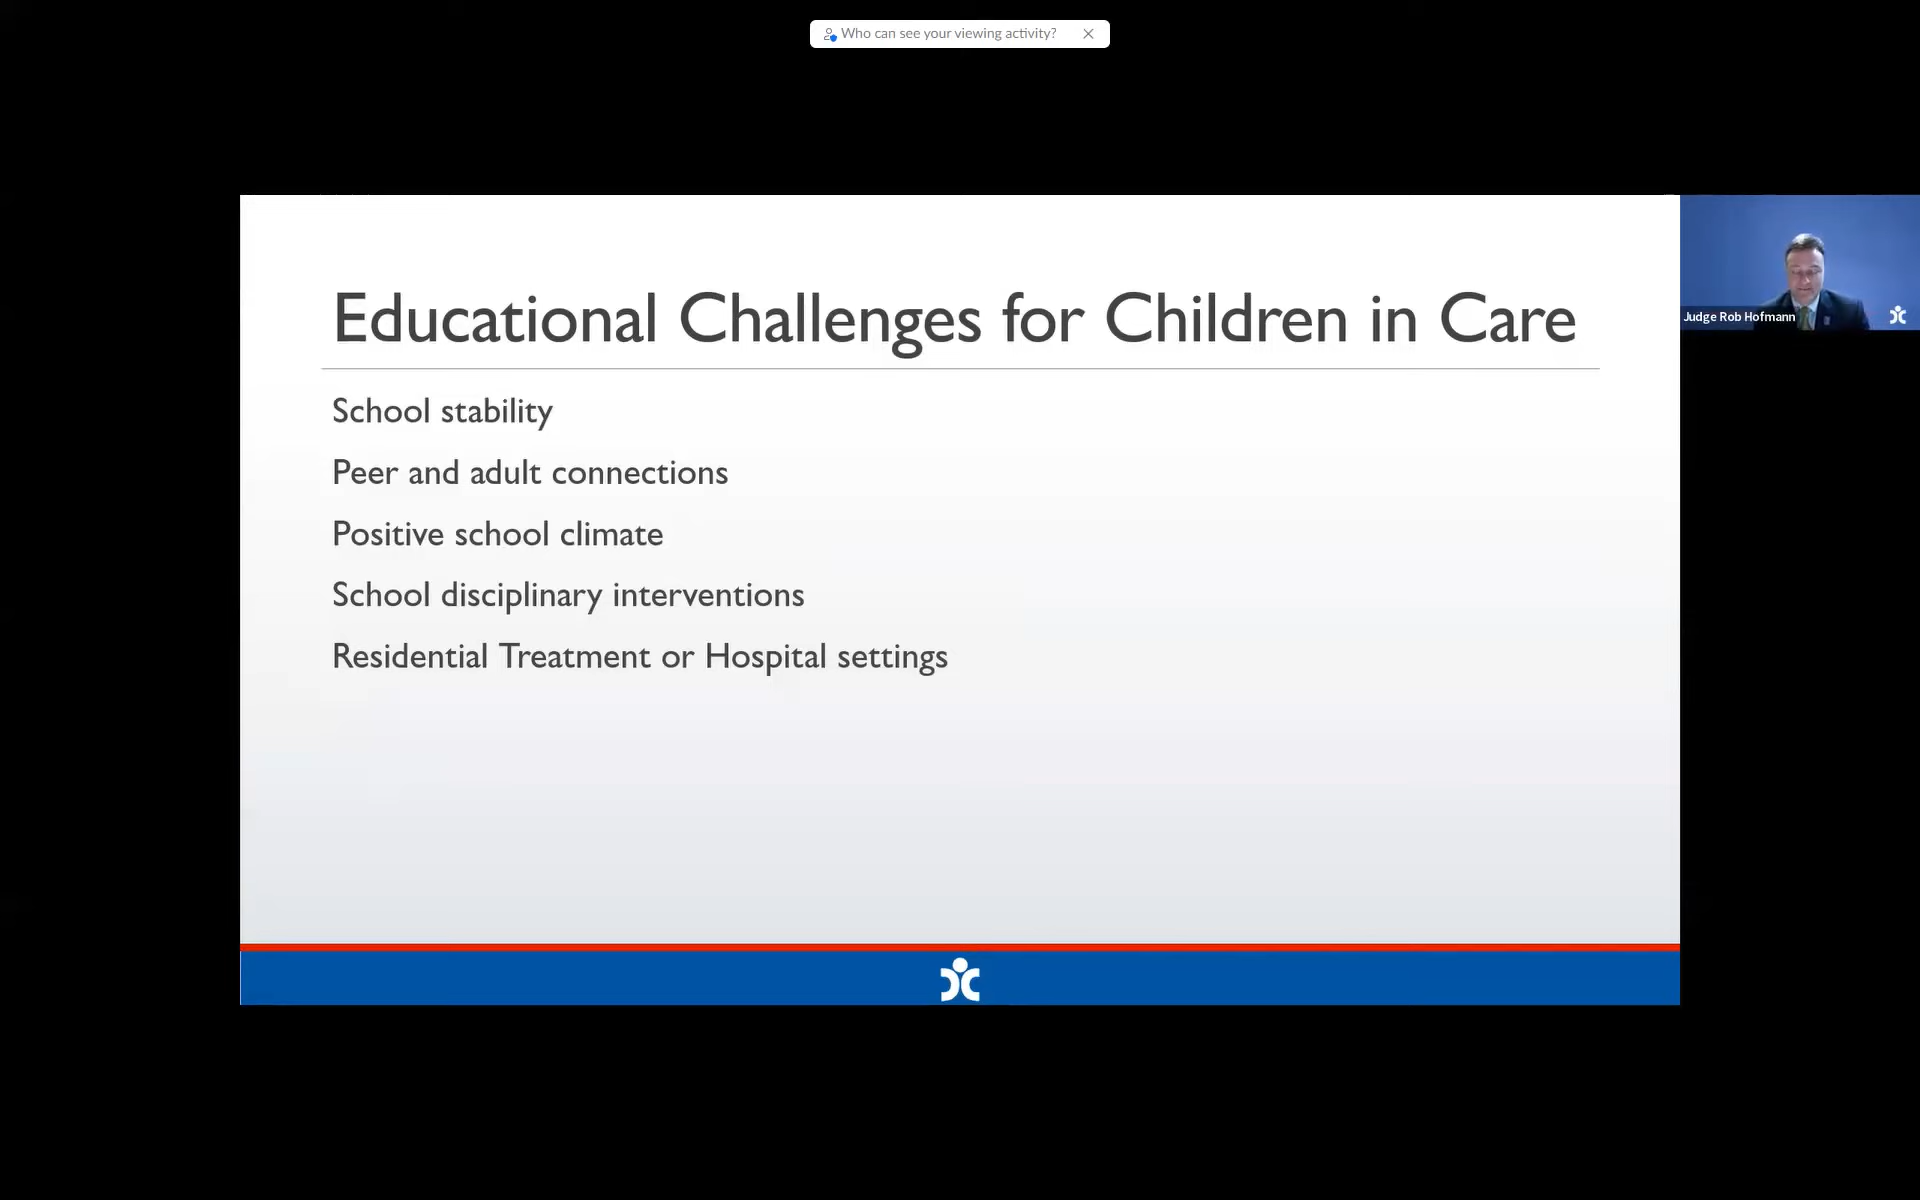 Who can see your viewing activity?
Educational Challenges for Children in Care
Judge Rob Hofmann
School stability
Peer and adult connections
Positive school climate
School disciplinary interventions
Residential Treatment or Hospital settings